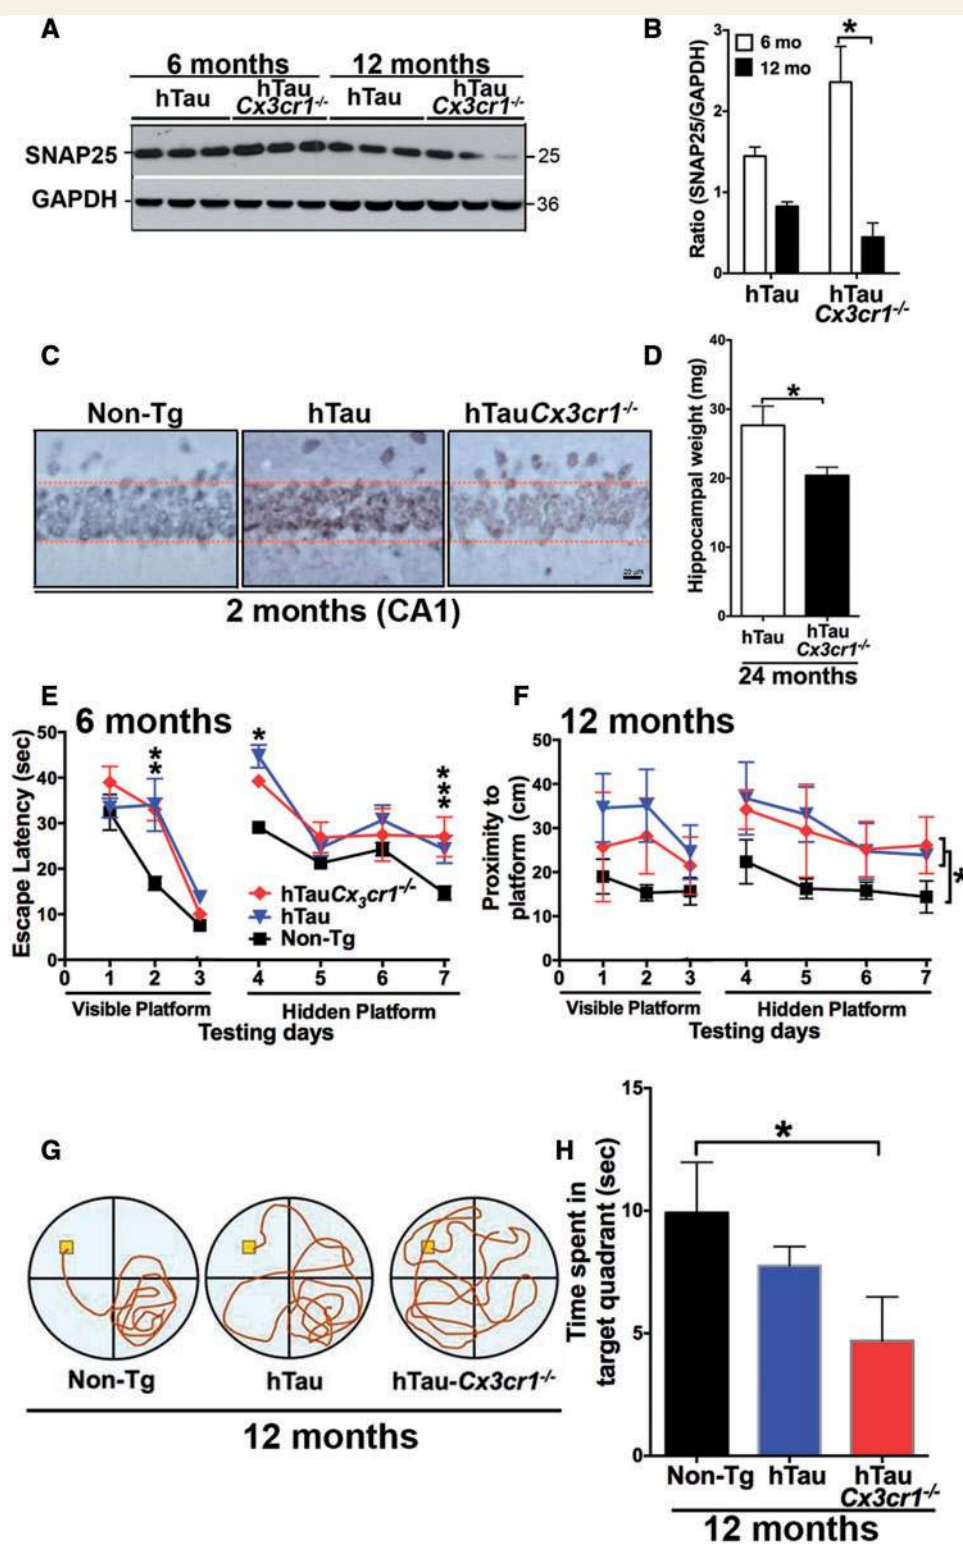 A
6 months 12 months
hTau hTau Cx3cr1-/- hTau hTau Cx3cr1-/-
SNAP25 25
GAPDH 36
B
Ratio (SNAP25/GAPDH)
3
2
1
0
6 mo
12 mo
*
hTau hTau
Cx3cr1-/-
C
Non-Tg hTau hTauCx3cr1-/-
20 µm
2 months (CA1)
D
Hippocampal weight (mg)
40
30
20
10
0
*
hTau hTau
Cx3cr1-/-
24 months
E
6 months
Escape Latency (sec)
50
40
30
20
10
0
**
*
***
hTauCx3cr1-/-
hTau
Non-Tg
0 1 2 3 4 5 6 7
Visible Platform Hidden Platform
Testing days
F
12 months
Proximity to
platform (cm)
50
40
30
20
10
0
*
0 1 2 3 4 5 6 7
Visible Platform Hidden Platform
Testing days
G
Non-Tg hTau hTau-Cx3cr1-/-
12 months
H
Time spent in
target quadrant (sec)
15
10
5
0
*
Non-Tg hTau hTau
Cx3cr1-/-
12 months